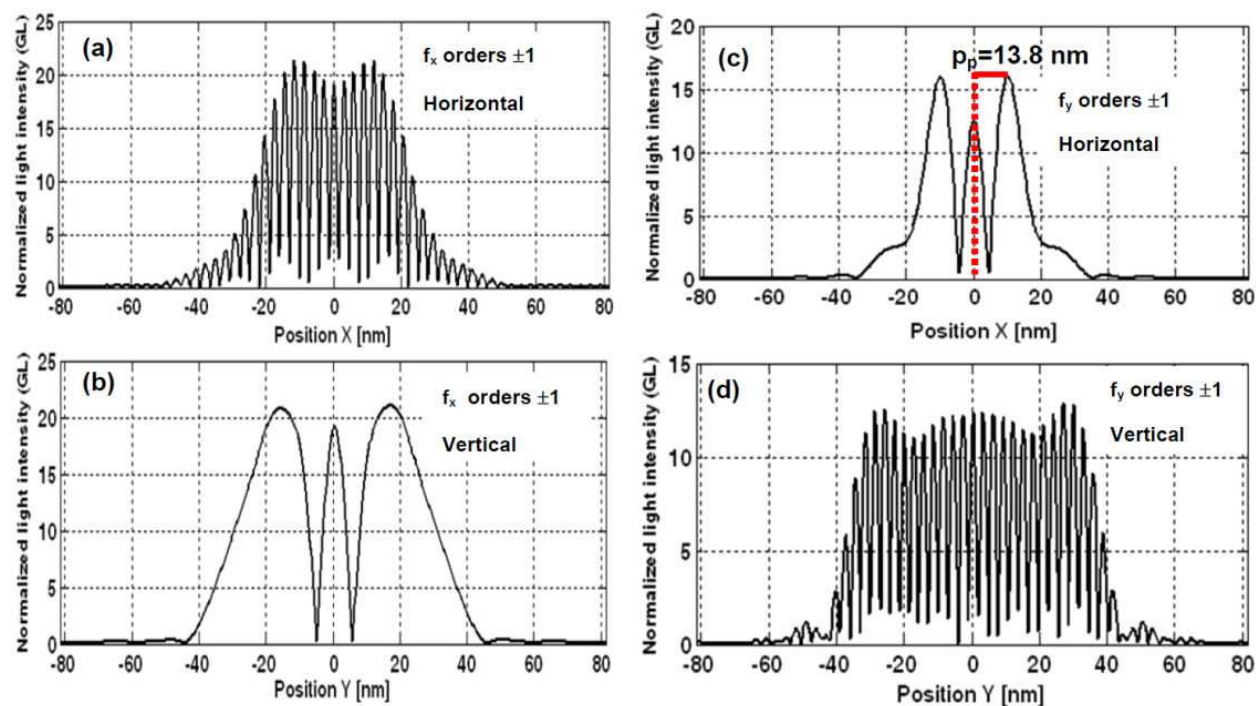 (a)
f_x orders ±1
Horizontal
Normalized light intensity (GL)
25
20
15
10
5
0
-80 -60 -40 -20 0 20 40 60 80
Position X [nm]
(c)
p_p=13.8 nm
f_y orders ±1
Horizontal
Normalized light intensity (GL)
20
15
10
5
0
-80 -60 -40 -20 0 20 40 60 80
Position X [nm]
(b)
f_x orders ±1
Vertical
Normalized light intensity (GL)
25
20
15
10
5
0
-80 -60 -40 -20 0 20 40 60 80
Position Y [nm]
(d)
f_y orders ±1
Vertical
Normalized light intensity (GL)
15
10
5
0
-80 -60 -40 -20 0 20 40 60 80
Position Y [nm]